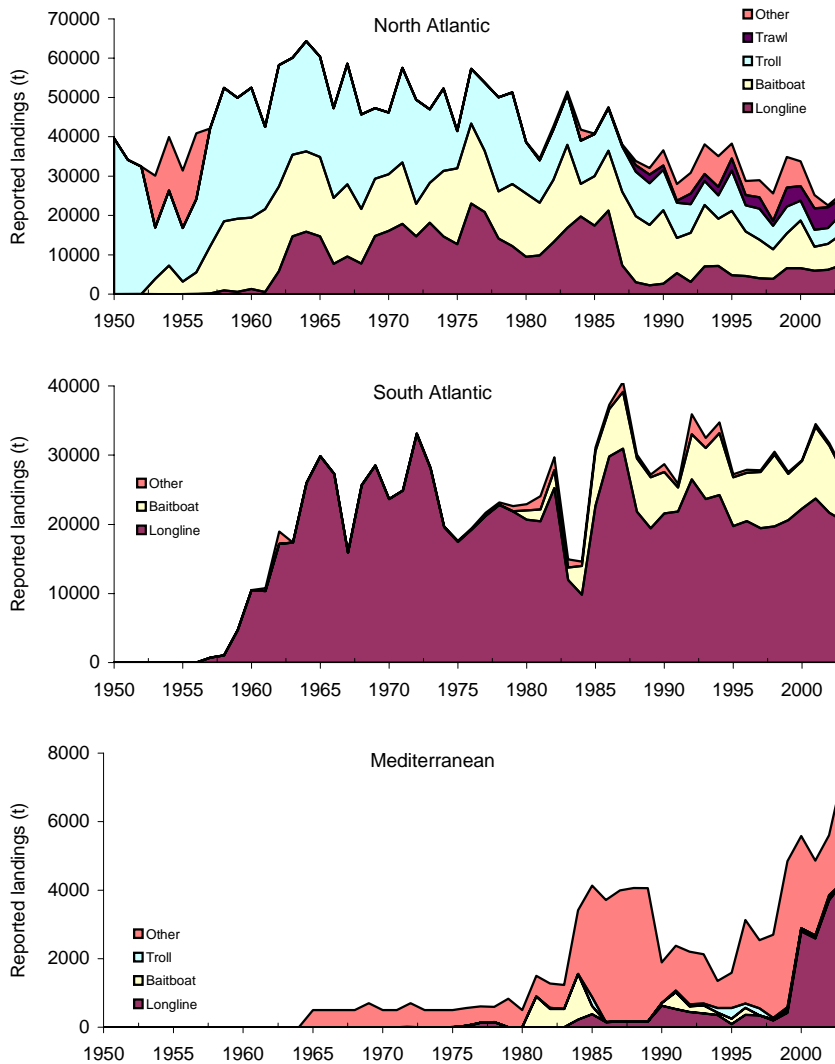 North Atlantic
Reported landings (t)
70000
60000
50000
40000
30000
20000
10000
0
Other
Trawl
Troll
Baitboat
Longline
1950 1955 1960 1965 1970 1975 1980 1985 1990 1995 2000
South Atlantic
Reported landings (t)
40000
30000
20000
10000
0
Other
Baitboat
Longline
1950 1955 1960 1965 1970 1975 1980 1985 1990 1995 2000
Mediterranean
Reported landings (t)
8000
6000
4000
2000
0
Other
Troll
Baitboat
Longline
1950 1955 1960 1965 1970 1975 1980 1985 1990 1995 2000